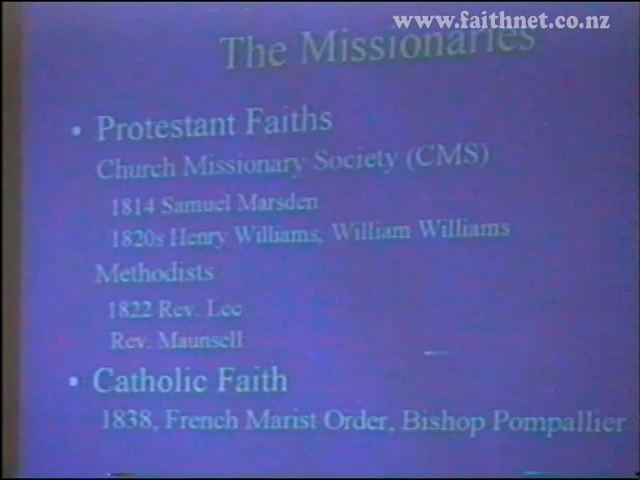 www.faithnet.co.nz
The Missionaries
• Protestant Faiths
Church Missionary Society (CMS)
1814 Samuel Marsden
1820s Henry Williams, William Williams
Methodists
1822 Rev. Lee
Rev. Maunsell
• Catholic Faith
1838, French Marist Order, Bishop Pompallier